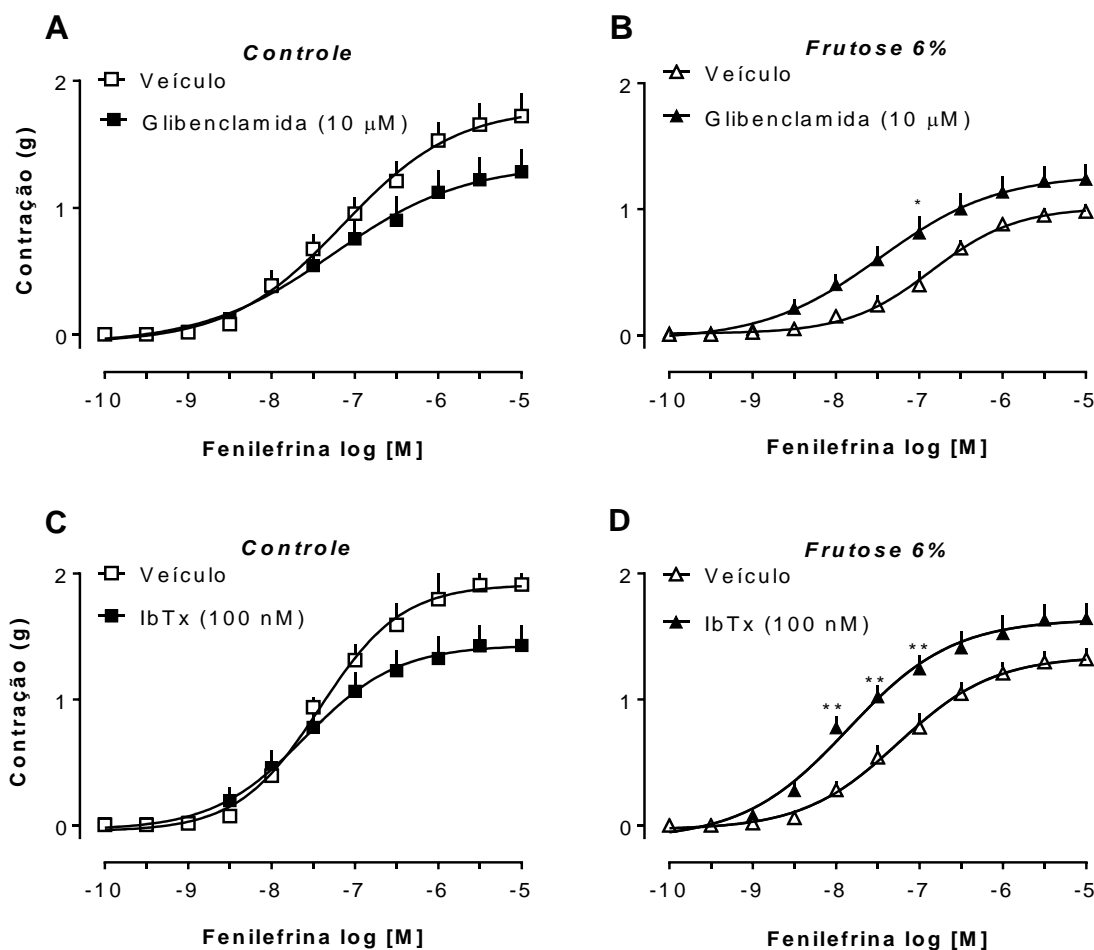 A
Controle
Veículo
Glibenclamida (10 μM)
2
1
0
Contração (g)
-10 -9 -8 -7 -6 -5
Fenilefrina log [M]
B
Frutose 6%
Veículo
Glibenclamida (10 μM)
2
1
0
*
-10 -9 -8 -7 -6 -5
Fenilefrina log [M]
C
Controle
Veículo
IbTx (100 nM)
2
1
0
Contração (g)
-10 -9 -8 -7 -6 -5
Fenilefrina log [M]
D
Frutose 6%
Veículo
IbTx (100 nM)
2
1
0
**
**
**
-10 -9 -8 -7 -6 -5
Fenilefrina log [M]